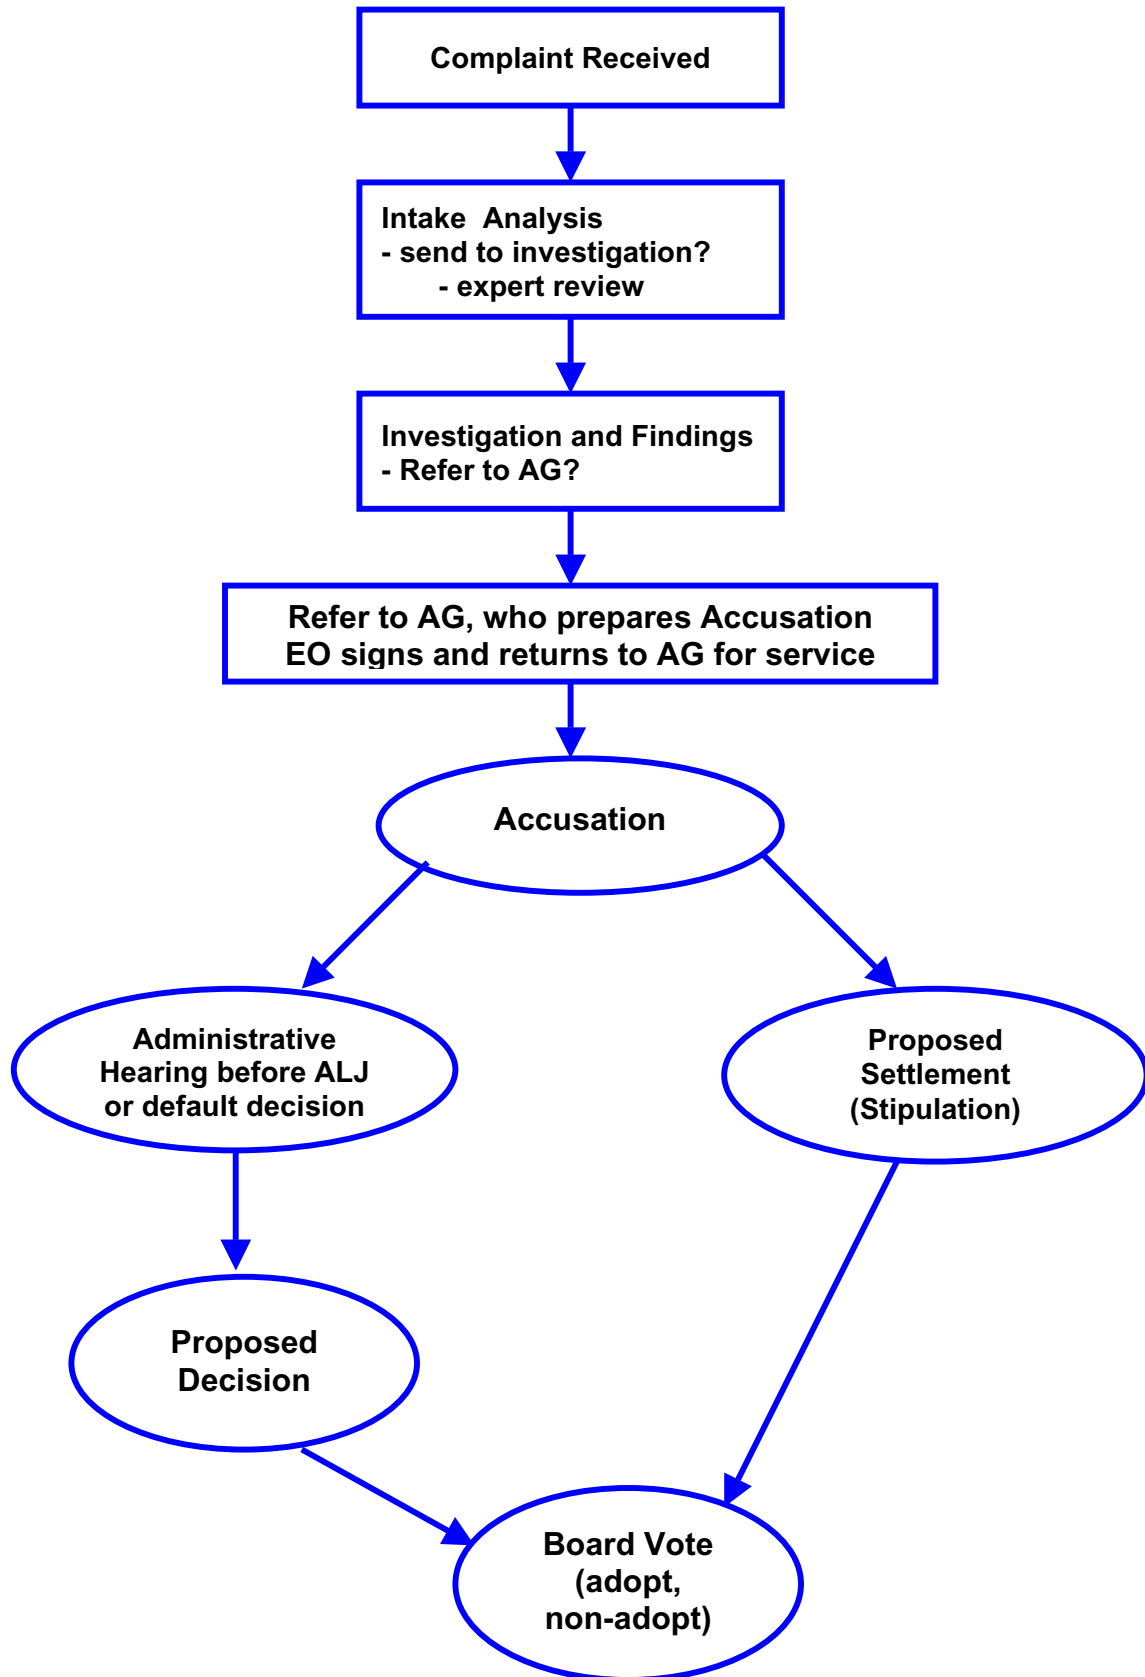 Complaint Received
Intake  Analysis
- send to investigation?
- expert review
Investigation and Findings
- Refer to AG?
Refer to AG, who prepares Accusation
EO signs and returns to AG for service
Accusation
Administrative
Hearing before ALJ
or default decision
Proposed
Settlement
(Stipulation)
Proposed
Decision
Board Vote
(adopt,
non-adopt)